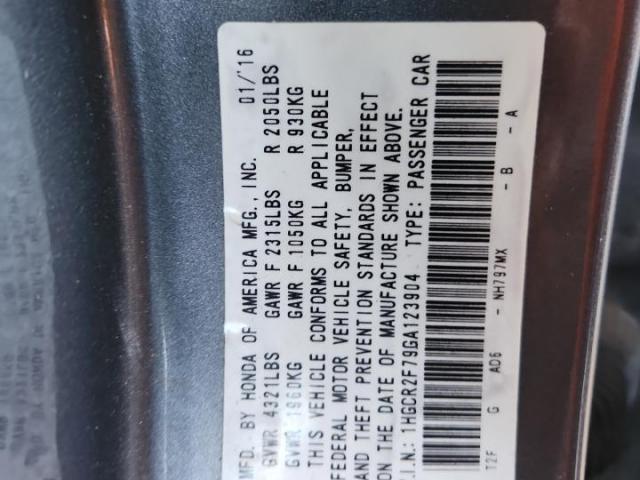 MFD. BY HONDA OF AMERICA MFG., INC. 01/'16
GVWR 4321LBS GAWR F 2315LBS R 2050LBS
GVWR 1960KG GAWR F 1050KG R 930KG
THIS VEHICLE CONFORMS TO ALL APPLICABLE
FEDERAL MOTOR VEHICLE SAFETY, BUMPER,
AND THEFT PREVENTION STANDARDS IN EFFECT
ON THE DATE OF MANUFACTURE SHOWN ABOVE.
V.I.N.: 1HGCR2F79GA123904 TYPE: PASSENGER CAR
T2F G AD6 - NH797MX - B - A